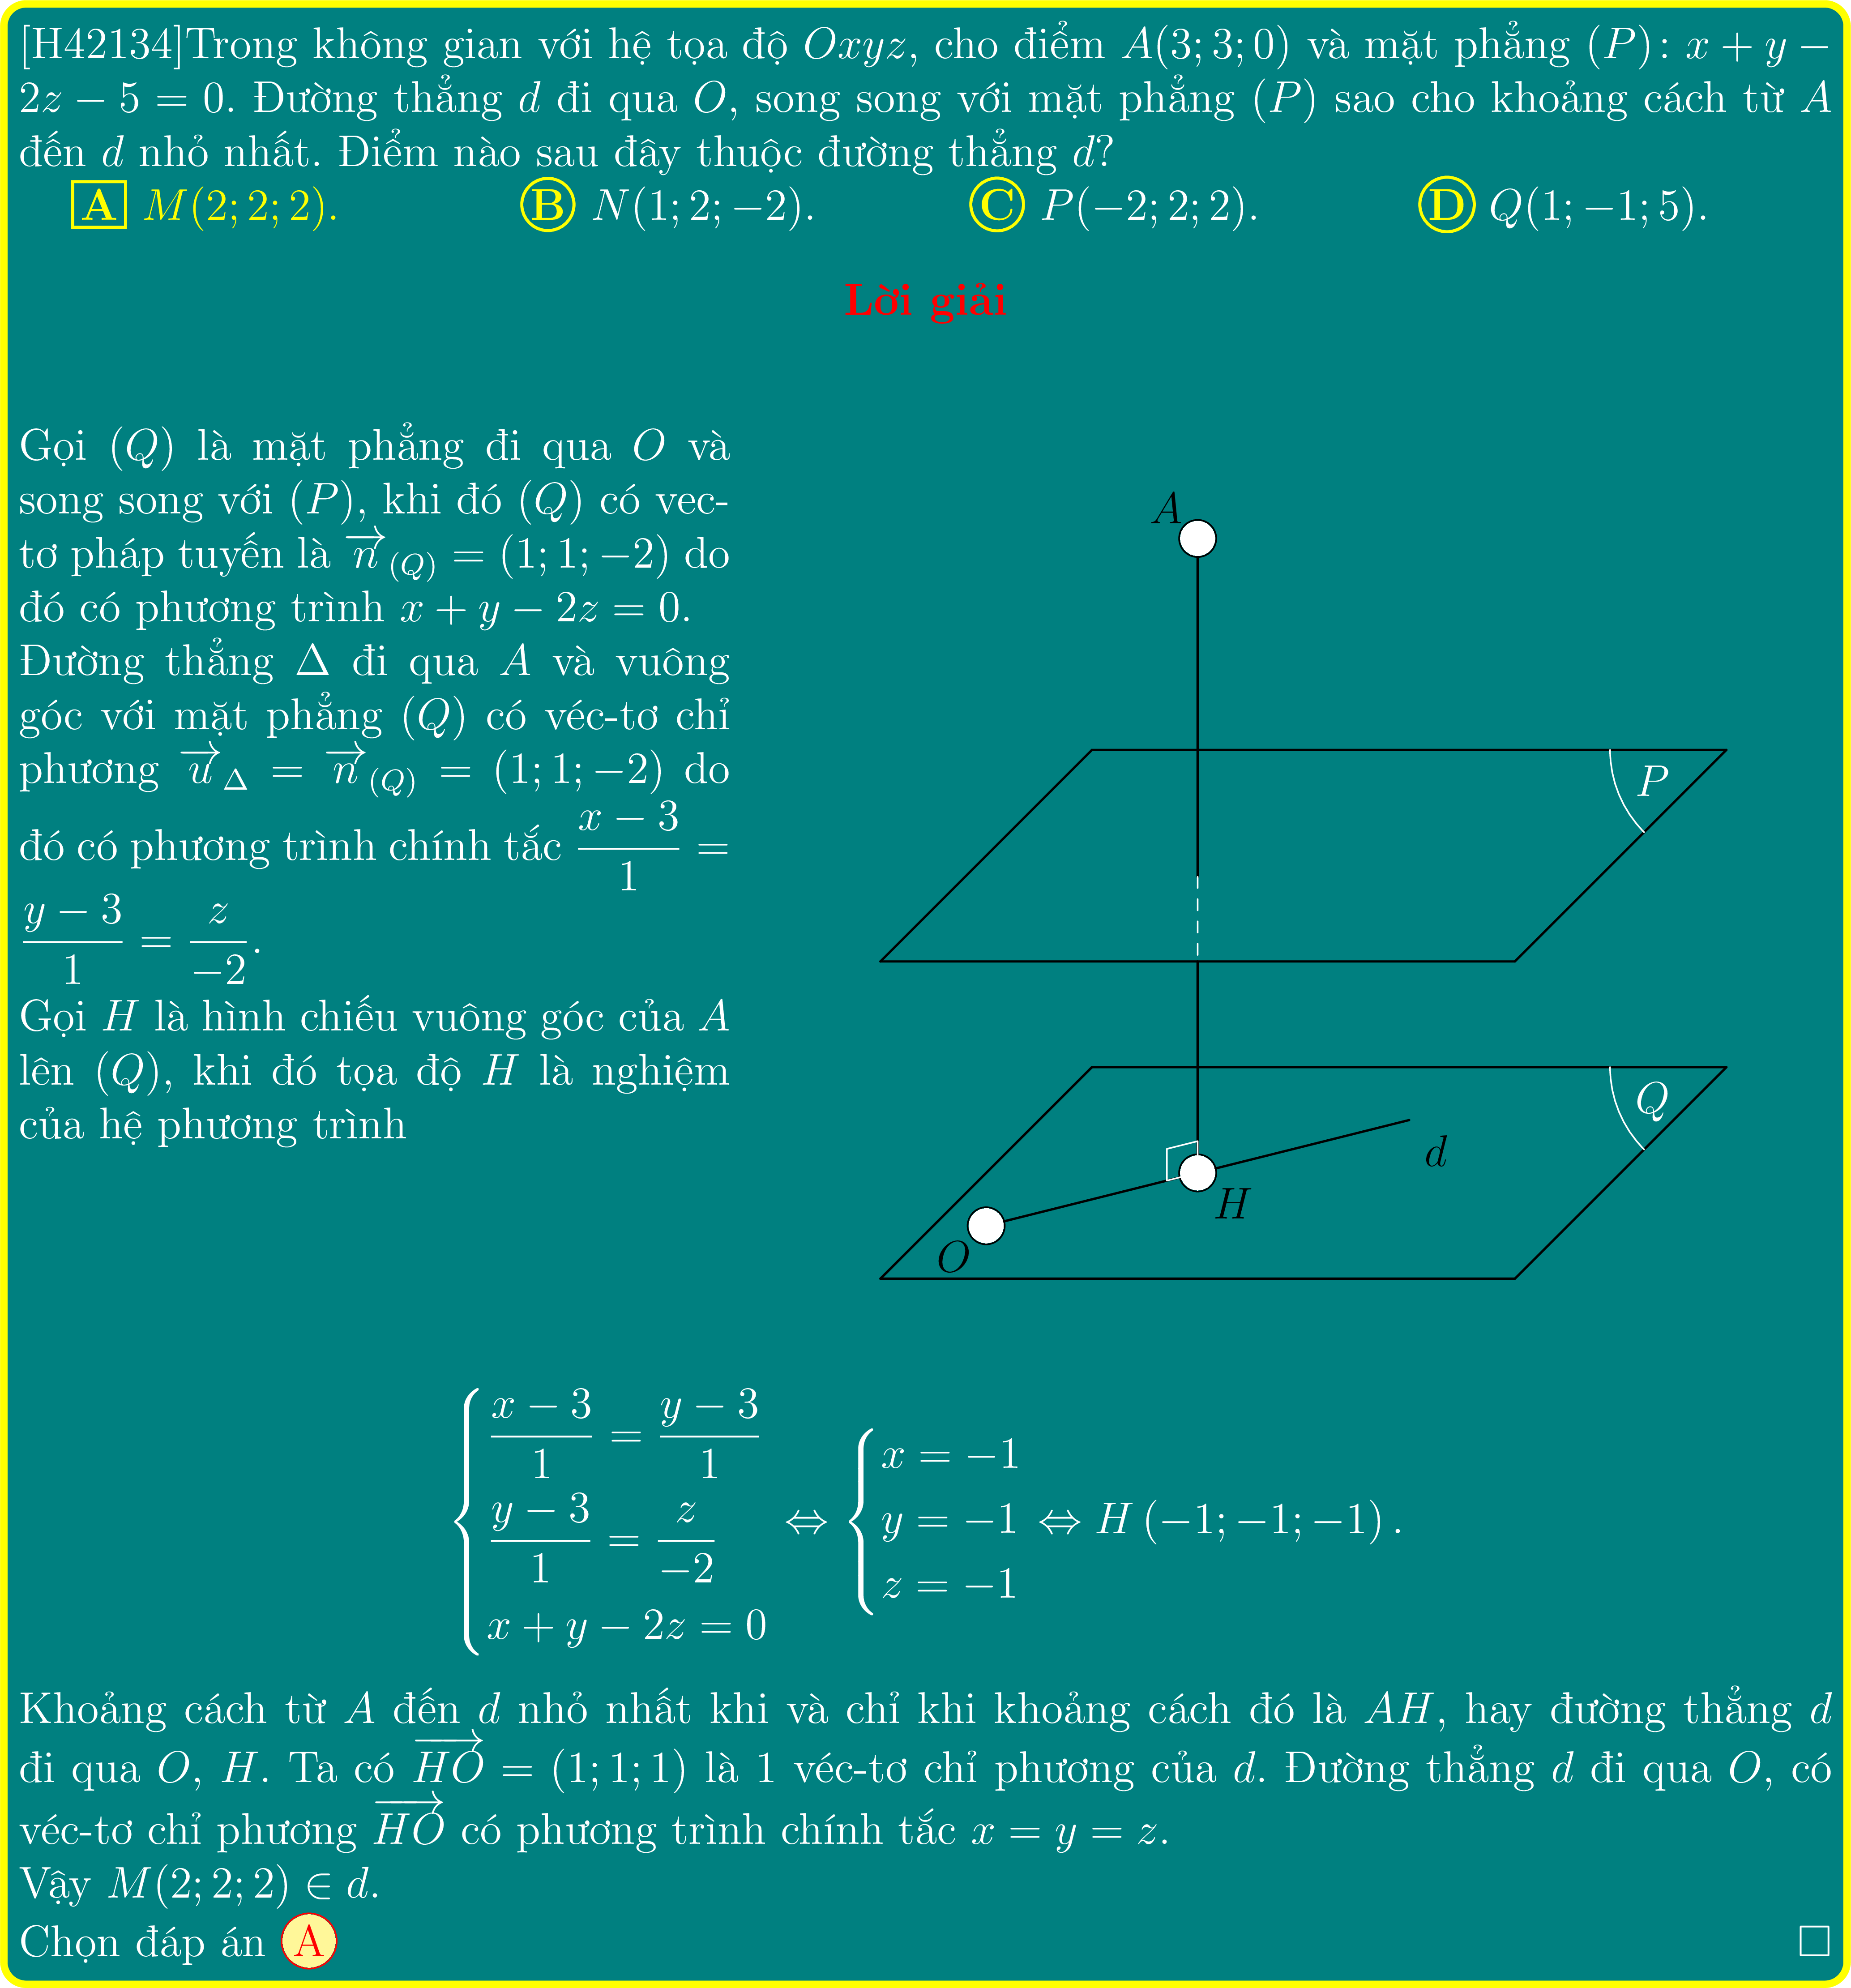 [H42134]Trong không gian với hệ tọa độ Oxyz, cho điểm A(3; 3; 0) và mặt phẳng (P): x + y −
2z − 5 = 0. Đường thẳng d đi qua O, song song với mặt phẳng (P) sao cho khoảng cách từ A
đến d nhỏ nhất. Điểm nào sau đây thuộc đường thẳng d?
A M(2; 2; 2). B N(1; 2; −2). C P(−2; 2; 2). D Q(1; −1; 5).
Lời giải
Gọi (Q) là mặt phẳng đi qua O và
song song với (P), khi đó (Q) có vec-
tơ pháp tuyến là \overrightarrow{n}_{(Q)} = (1; 1; −2) do
đó có phương trình x + y − 2z = 0.
Đường thẳng Δ đi qua A và vuông
góc với mặt phẳng (Q) có véc-tơ chỉ
phương \overrightarrow{u}_Δ = \overrightarrow{n}_{(Q)} = (1; 1; −2) do
đó có phương trình chính tắc \frac{x − 3}{1} =
\frac{y − 3}{1} = \frac{z}{−2}.
Gọi H là hình chiếu vuông góc của A
lên (Q), khi đó tọa độ H là nghiệm
của hệ phương trình
A
P
Q
d
H
O
\begin{cases} \frac{x − 3}{1} = \frac{y − 3}{1} \\ \frac{y − 3}{1} = \frac{z}{−2} \\ x + y − 2z = 0 \end{cases} ⇔ \begin{cases} x = −1 \\ y = −1 \\ z = −1 \end{cases} ⇔ H (−1; −1; −1) .
Khoảng cách từ A đến d nhỏ nhất khi và chỉ khi khoảng cách đó là AH, hay đường thẳng d
đi qua O, H. Ta có \overrightarrow{HO} = (1; 1; 1) là 1 véc-tơ chỉ phương của d. Đường thẳng d đi qua O, có
véc-tơ chỉ phương \overrightarrow{HO} có phương trình chính tắc x = y = z.
Vậy M(2; 2; 2) ∈ d.
Chọn đáp án A □